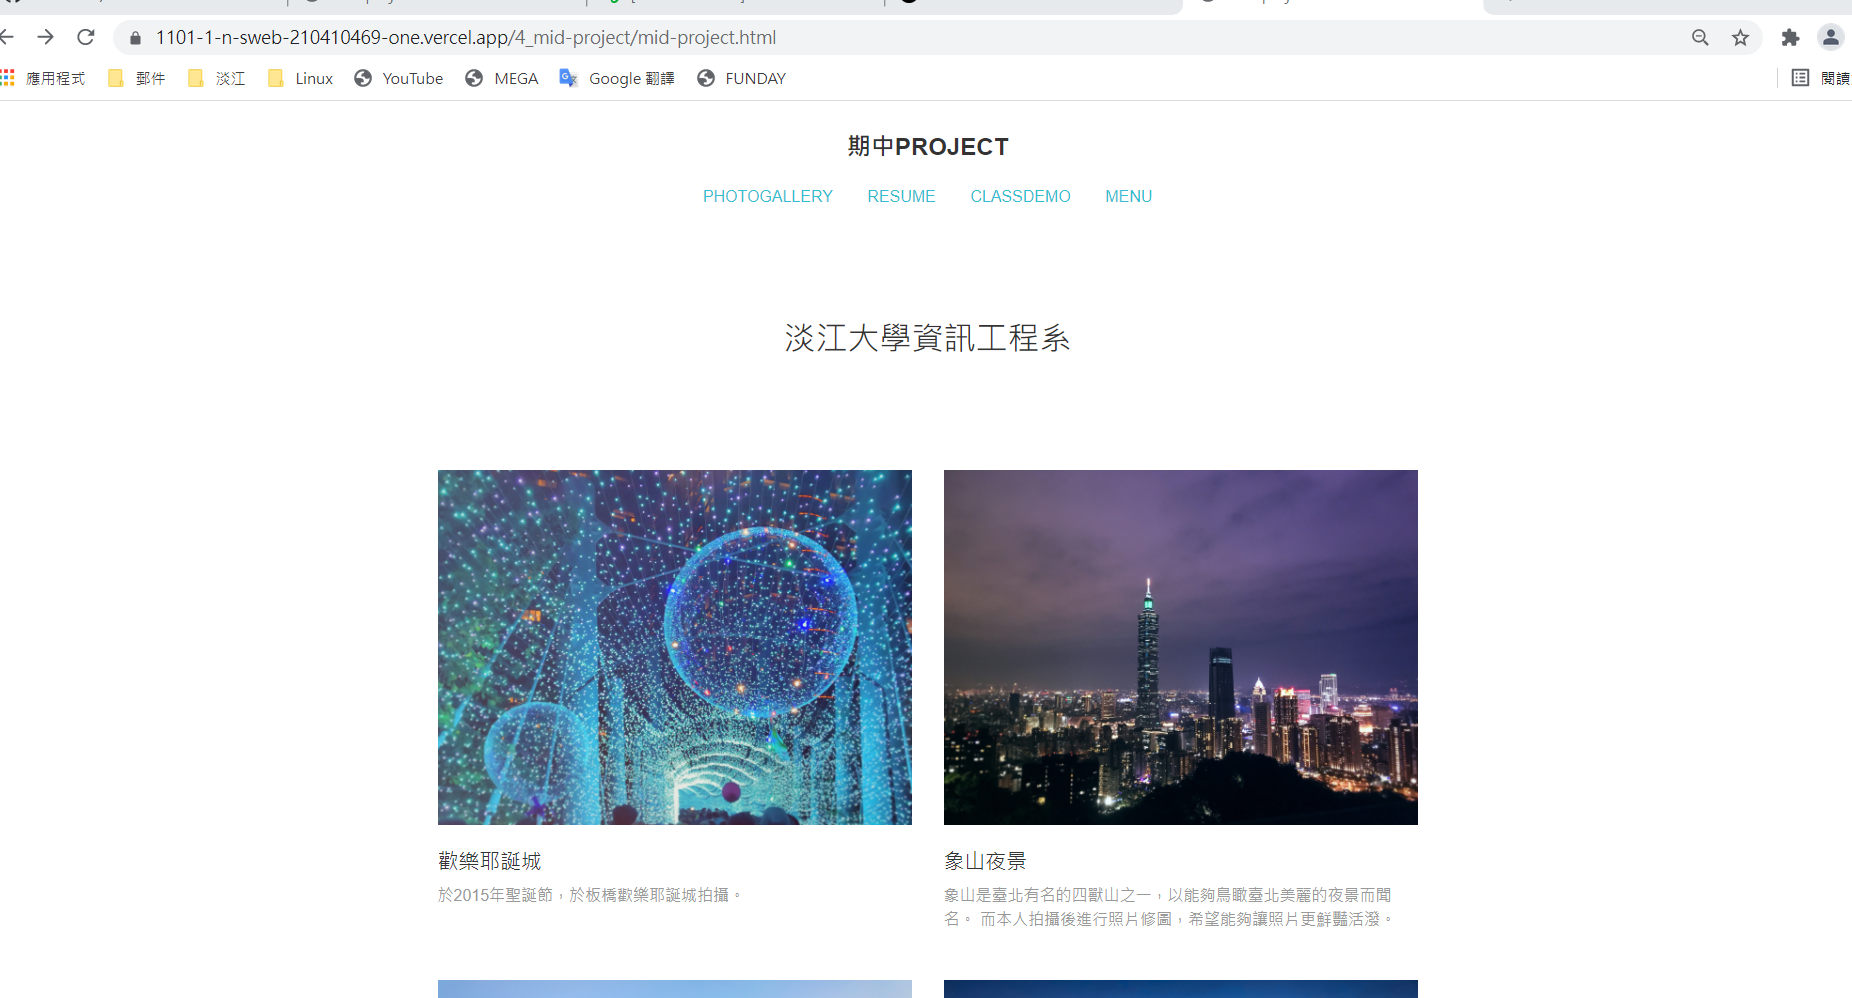 1101-1-n-sweb-210410469-one.vercel.app/4_mid-project/mid-project.html
應用程式 郵件 淡江 Linux YouTube MEGA Google 翻譯 FUNDAY 閱讀
期中PROJECT
PHOTOGALLERY RESUME CLASSDEMO MENU
淡江大學資訊工程系
歡樂耶誕城
於2015年聖誕節，於板橋歡樂耶誕城拍攝。
象山夜景
象山是臺北有名的四獸山之一，以能夠鳥瞰臺北美麗的夜景而聞
名。 而本人拍攝後進行照片修圖，希望能夠讓照片更鮮豔活潑。